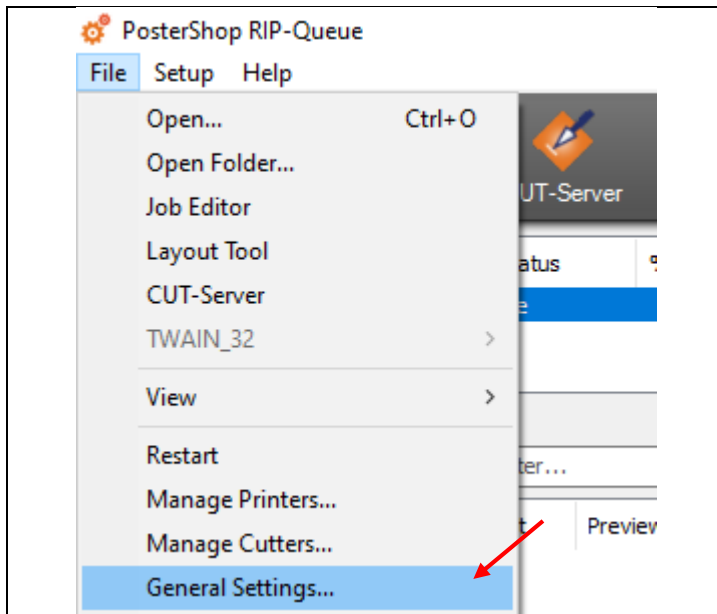 PosterShop RIP-Queue
File Setup Help
Open... Ctrl+O
Open Folder...
Job Editor
UT-Server
Layout Tool
atus
CUT-Server
TWAIN_32
View
Restart
ter...
Manage Printers...
t Preview
Manage Cutters...
General Settings...